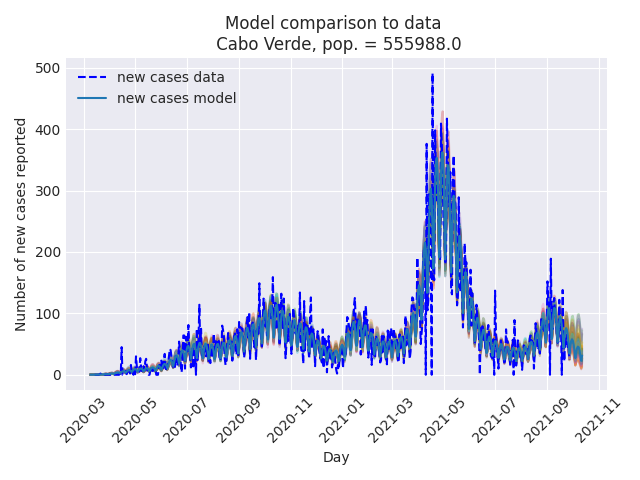 Model comparison to data
Cabo Verde, pop. = 555988.0
new cases data
new cases model
Number of new cases reported
500
400
300
200
100
0
2020-03
2020-05
2020-07
2020-09
2020-11
2021-01
2021-03
2021-05
2021-07
2021-09
2021-11
Day